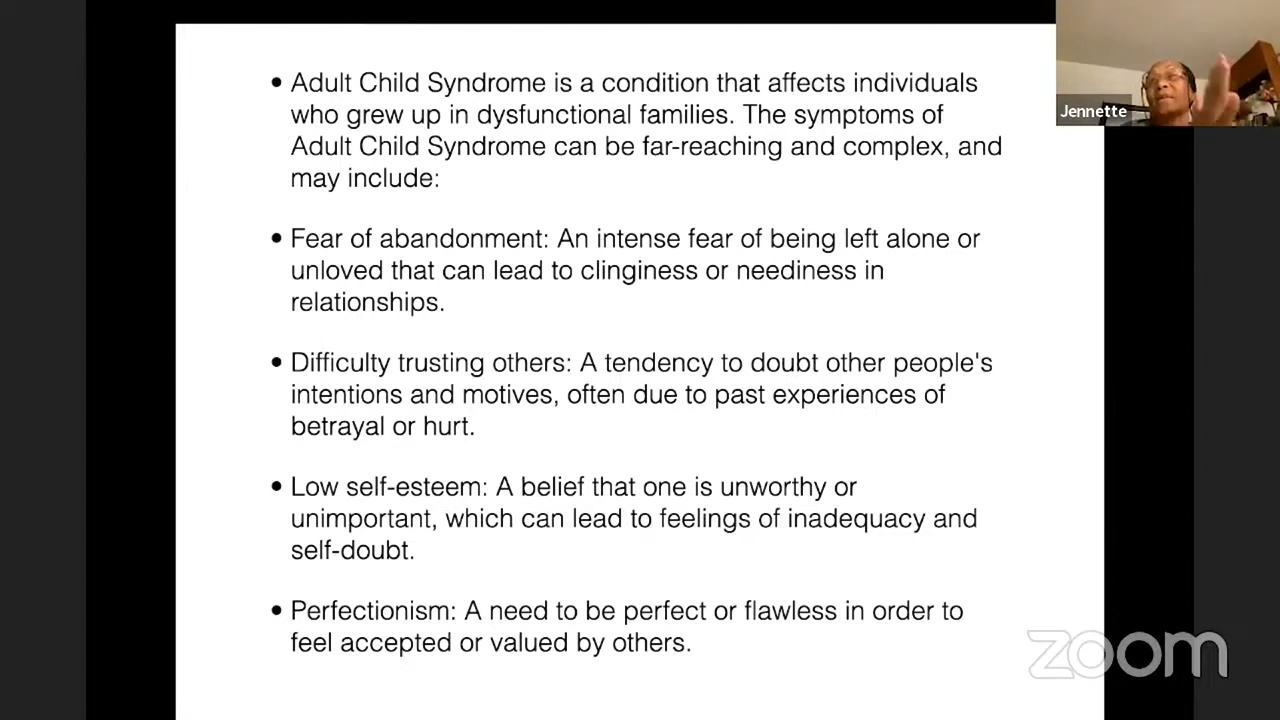 • Adult Child Syndrome is a condition that affects individuals
who grew up in dysfunctional families. The symptoms of
Adult Child Syndrome can be far-reaching and complex, and
may include:
• Fear of abandonment: An intense fear of being left alone or
unloved that can lead to clinginess or neediness in
relationships.
• Difficulty trusting others: A tendency to doubt other people's
intentions and motives, often due to past experiences of
betrayal or hurt.
• Low self-esteem: A belief that one is unworthy or
unimportant, which can lead to feelings of inadequacy and
self-doubt.
• Perfectionism: A need to be perfect or flawless in order to
feel accepted or valued by others.
Jennette
zoom